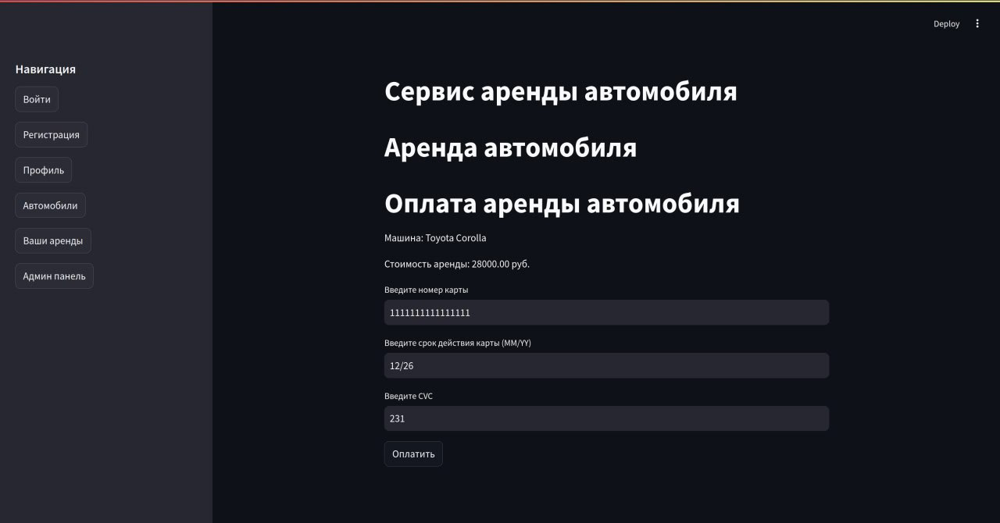 Deploy
Навигация
Войти
Регистрация
Профиль
Автомобили
Ваши аренды
Админ панель
Сервис аренды автомобиля
Аренда автомобиля
Оплата аренды автомобиля
Машина: Toyota Corolla
Стоимость аренды: 28000.00 руб.
Введите номер карты
1111111111111111
Введите срок действия карты (MM/YY)
12/26
Введите CVC
231
Оплатить